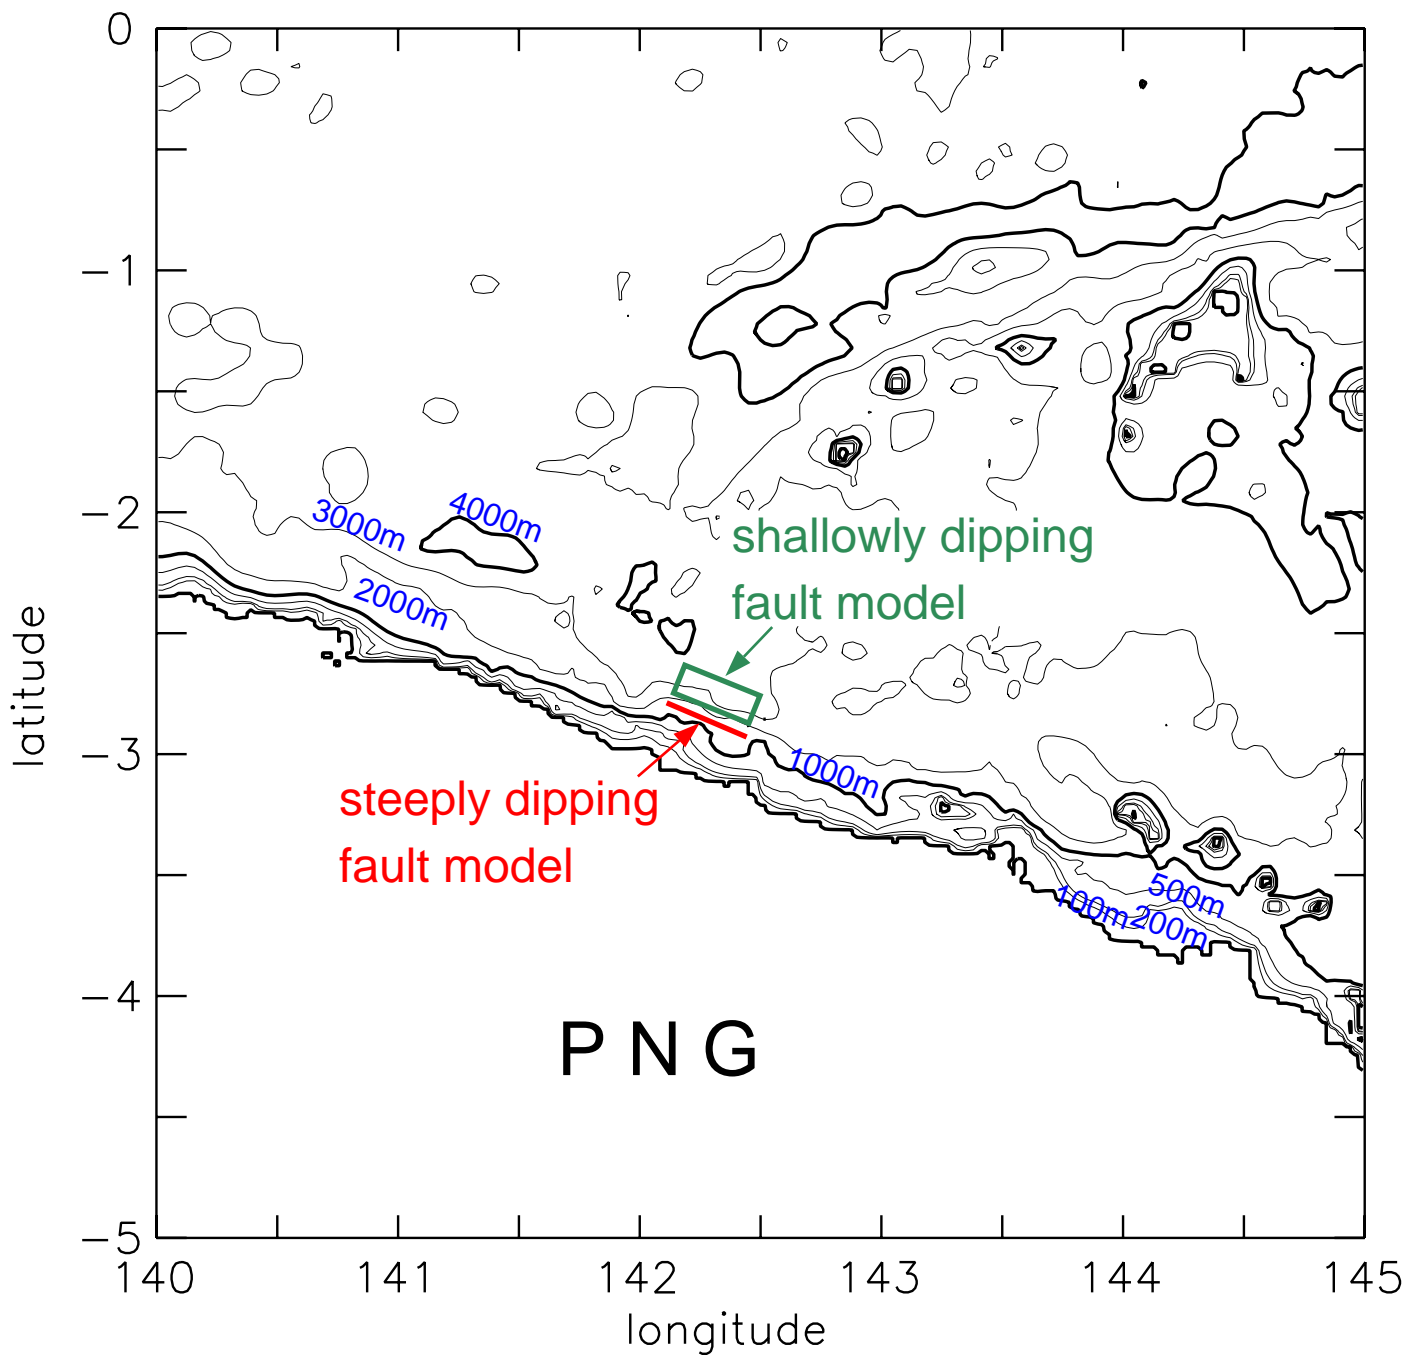 0
−1
−2
−3
−4
−5
latitude
3000m
4000m
2000m
shallowly dipping
fault model
1000m
steeply dipping
fault model
500m
100m
200m
P N G
140
141
142
143
144
145
longitude